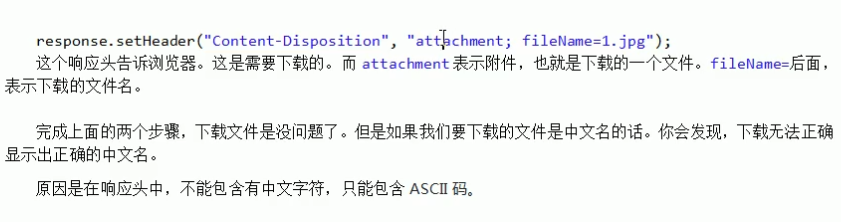 response.setHeader("Content-Disposition", "attachment; fileName=1.jpg");
这个响应头告诉浏览器。这是需要下载的。而 attachment 表示附件，也就是下载的一个文件。fileName=后面，
表示下载的文件名。
完成上面的两个步骤，下载文件是没问题了。但是如果我们要下载的文件是中文名的话。你会发现，下载无法正确
显示出正确的中文名。
原因是在响应头中，不能包含有中文字符，只能包含 ASCII 码。